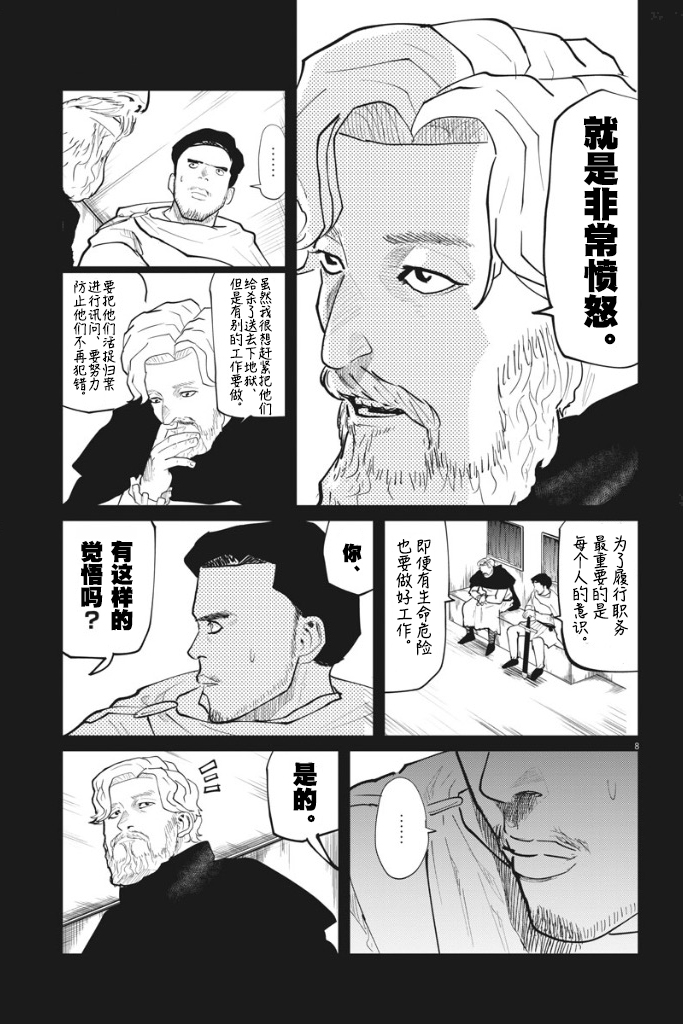 就是非常愤怒。
……
虽然我很想赶紧把他们
给杀了送去下地狱、
但是有别的工作要做。
要把他们活捉归案
进行讯问、要努力
防止他们不再犯错。
为了履行职务
最重要的是
每个人的意识。
即便有生命危险
也要做好工作。
你、
有这样的
觉悟吗？
8
……
是的。